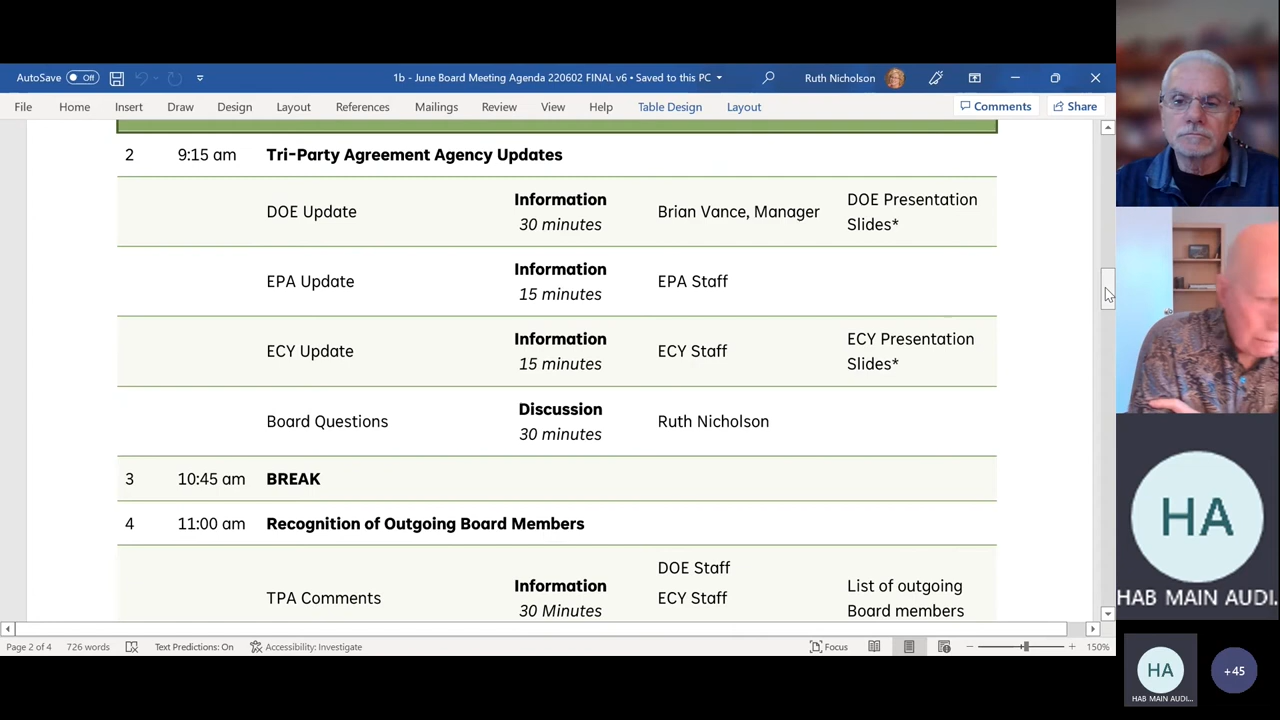 AutoSave Off
1b - June Board Meeting Agenda 220602 FINAL v6 • Saved to this PC
Ruth Nicholson
File Home Insert Draw Design Layout References Mailings Review View Help Table Design Layout Comments Share
2 9:15 am Tri-Party Agreement Agency Updates
DOE Update
Information
30 minutes
Brian Vance, Manager
DOE Presentation
Slides*
EPA Update
Information
15 minutes
EPA Staff
ECY Update
Information
15 minutes
ECY Staff
ECY Presentation
Slides*
Board Questions
Discussion
30 minutes
Ruth Nicholson
3 10:45 am BREAK
4 11:00 am Recognition of Outgoing Board Members
TPA Comments
Information
30 Minutes
DOE Staff
ECY Staff
List of outgoing
Board members
Page 2 of 4 726 words Text Predictions: On Accessibility: Investigate Focus 150%
HA
HAB MAIN AUDI...
HA
HAB MAIN AUDI...
+45